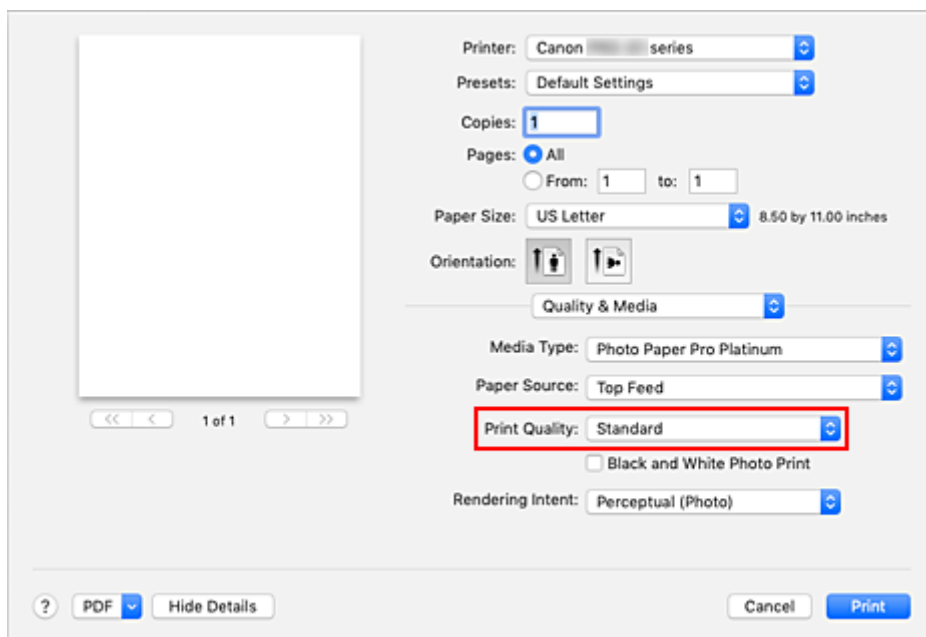 Printer: Canon series
Presets: Default Settings
Copies: 1
Pages: All
From: 1 to: 1
Paper Size: US Letter 8.50 by 11.00 inches
Orientation:
Quality & Media
Media Type: Photo Paper Pro Platinum
Paper Source: Top Feed
<< < 1 of 1 > >>
Print Quality: Standard
Black and White Photo Print
Rendering Intent: Perceptual (Photo)
? PDF Hide Details Cancel Print